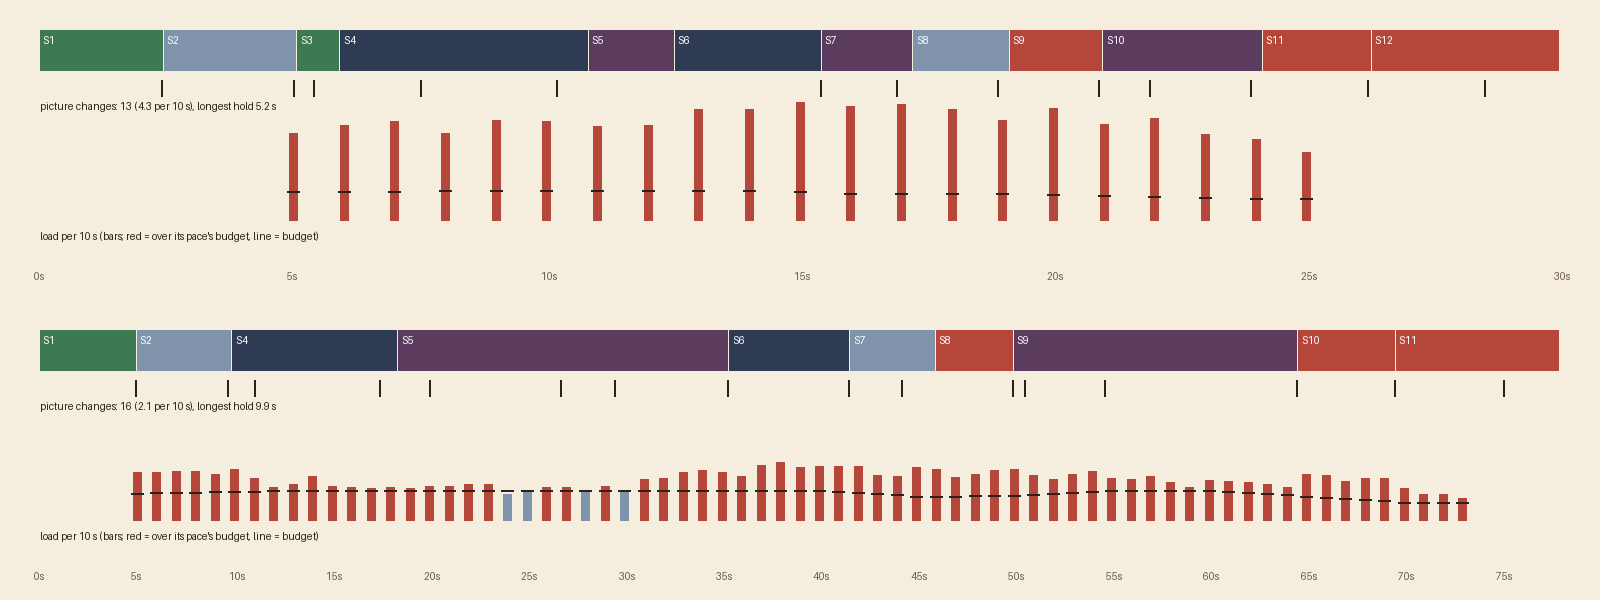 S1 S2 S3 S4 S5 S6 S7 S8 S9 S10 S11 S12
picture changes: 13 (4.3 per 10 s), longest hold 5.2 s
load per 10 s (bars; red = over its pace's budget, line = budget)
0s 5s 10s 15s 20s 25s 30s
S1 S2 S4 S5 S6 S7 S8 S9 S10 S11
picture changes: 16 (2.1 per 10 s), longest hold 9.9 s
load per 10 s (bars; red = over its pace's budget, line = budget)
0s 5s 10s 15s 20s 25s 30s 35s 40s 45s 50s 55s 60s 65s 70s 75s